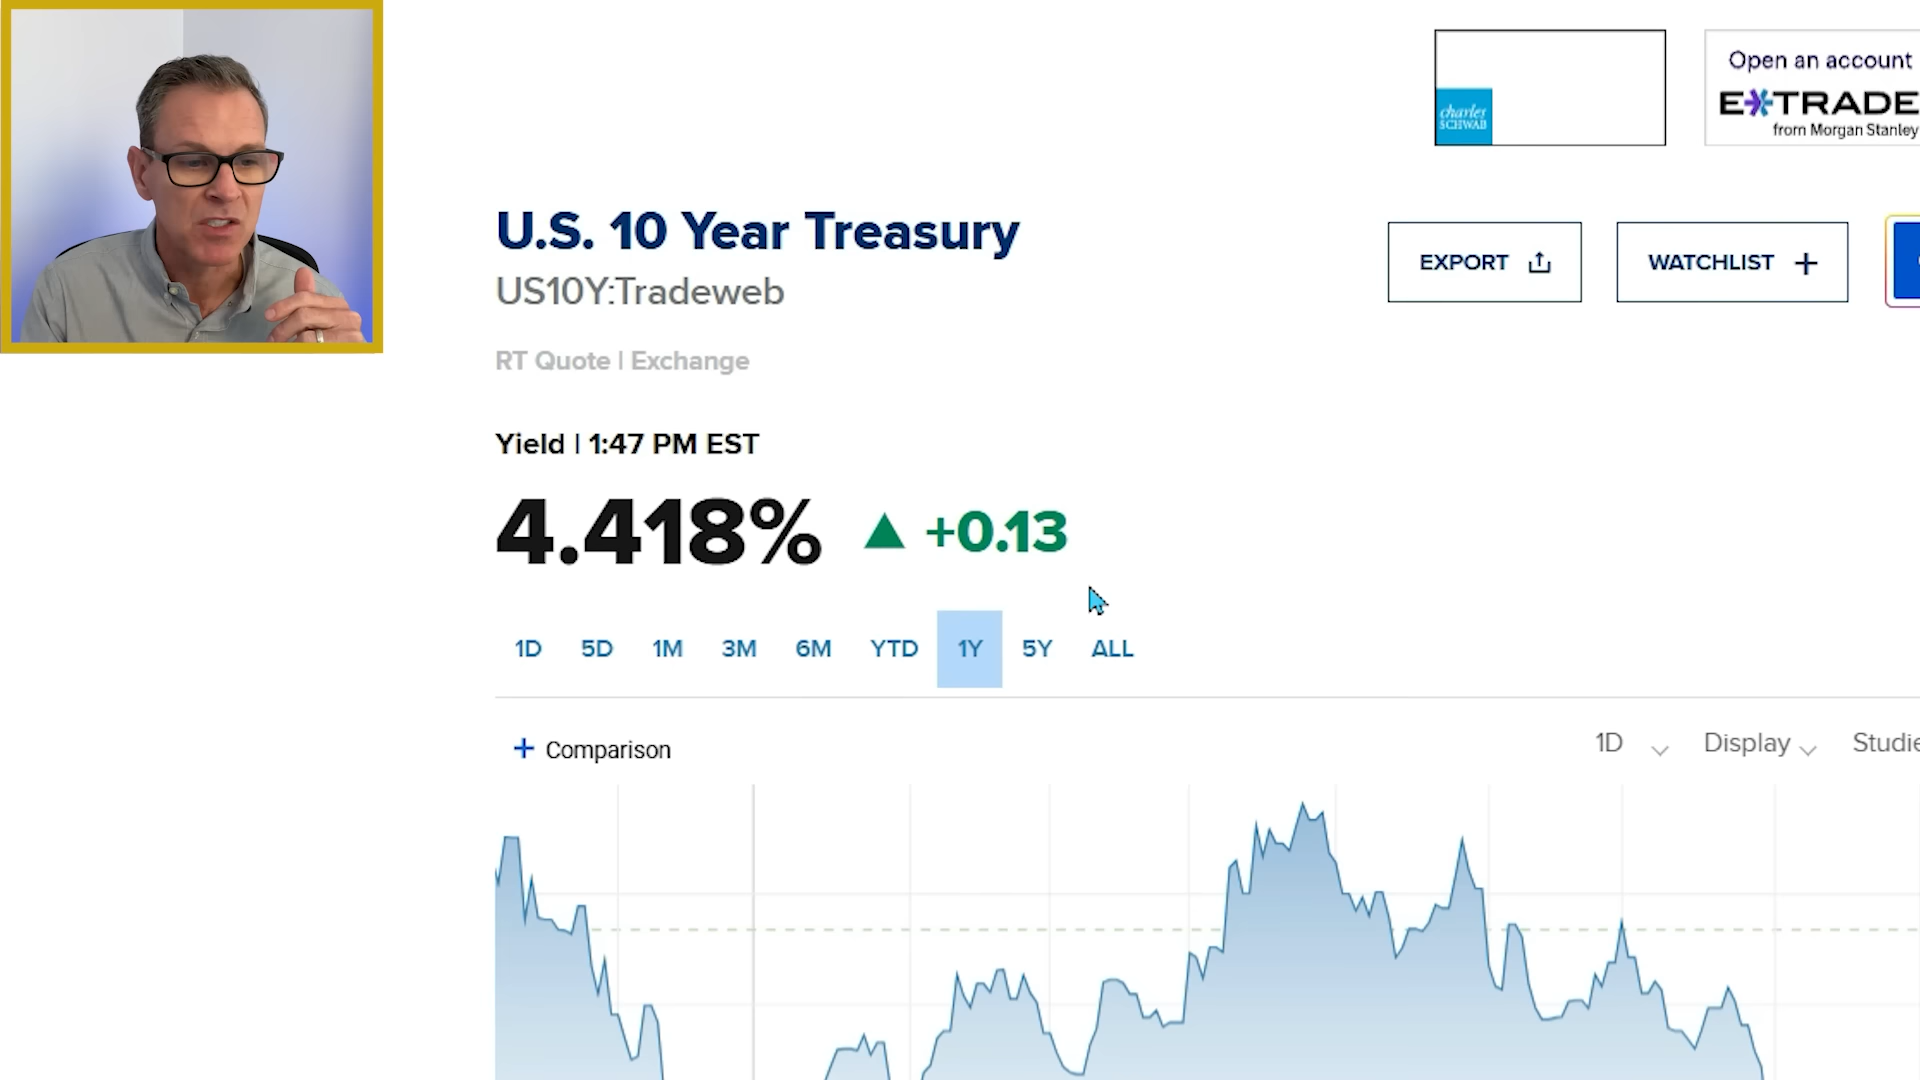 charles
SCHWAB
Open an account
E*TRADE
from Morgan Stanley
U.S. 10 Year Treasury
US10Y:Tradeweb
EXPORT
WATCHLIST +
RT Quote | Exchange
Yield | 1:47 PM EST
4.418% ▲ +0.13
1D 5D 1M 3M 6M YTD 1Y 5Y ALL
+ Comparison
1D Display Studie